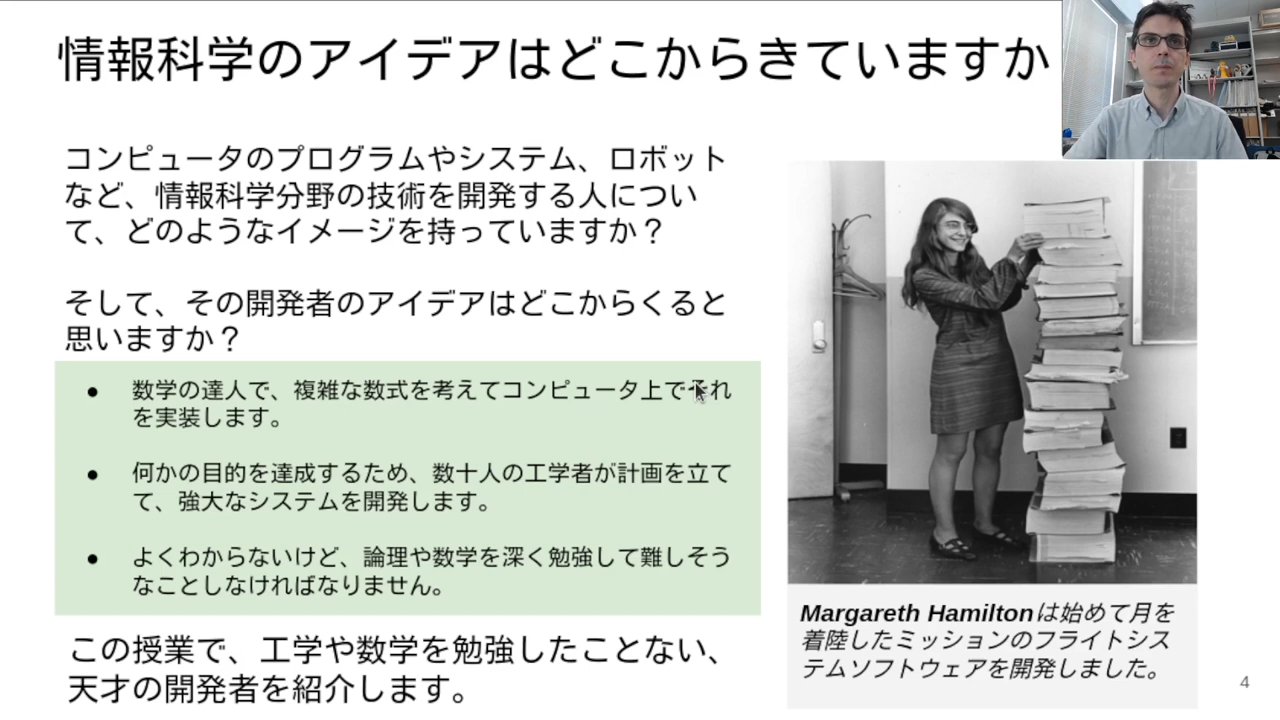 情報科学のアイデアはどこからきていますか
コンピュータのプログラムやシステム、ロボット
など、情報科学分野の技術を開発する人につい
て、どのようなイメージを持っていますか？
そして、その開発者のアイデアはどこからくると
思いますか？
● 数学の達人で、複雑な数式を考えてコンピュータ上でそれ
を実装します。
● 何かの目的を達成するため、数十人の工学者が計画を立て
て、強大なシステムを開発します。
● よくわからないけど、論理や数学を深く勉強して難しそう
なことしなければなりません。
この授業で、工学や数学を勉強したことない、
天才の開発者を紹介します。
Margareth Hamiltonは始めて月を
着陸したミッションのフライトシス
テムソフトウェアを開発しました。
4